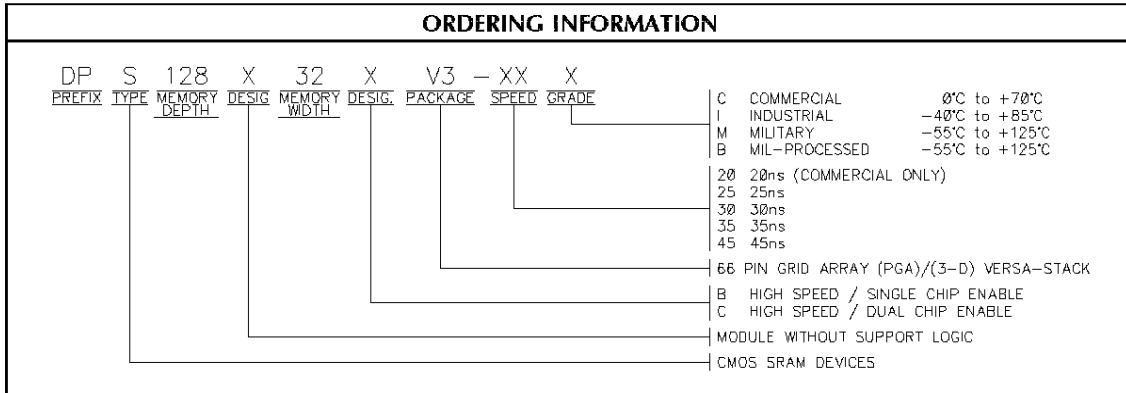 ORDERING INFORMATION
DP S 128 X 32 X V3 - XX X
PREFIX TYPE MEMORY DEPTH DESIG MEMORY WIDTH DESIG. PACKAGE SPEED GRADE
C COMMERCIAL 0°C to +70°C
I INDUSTRIAL -40°C to +85°C
M MILITARY -55°C to +125°C
B MIL-PROCESSED -55°C to +125°C
20 20ns (COMMERCIAL ONLY)
25 25ns
30 30ns
35 35ns
45 45ns
66 PIN GRID ARRAY (PGA)/(3-D) VERSA-STACK
B HIGH SPEED / SINGLE CHIP ENABLE
C HIGH SPEED / DUAL CHIP ENABLE
MODULE WITHOUT SUPPORT LOGIC
CMOS SRAM DEVICES